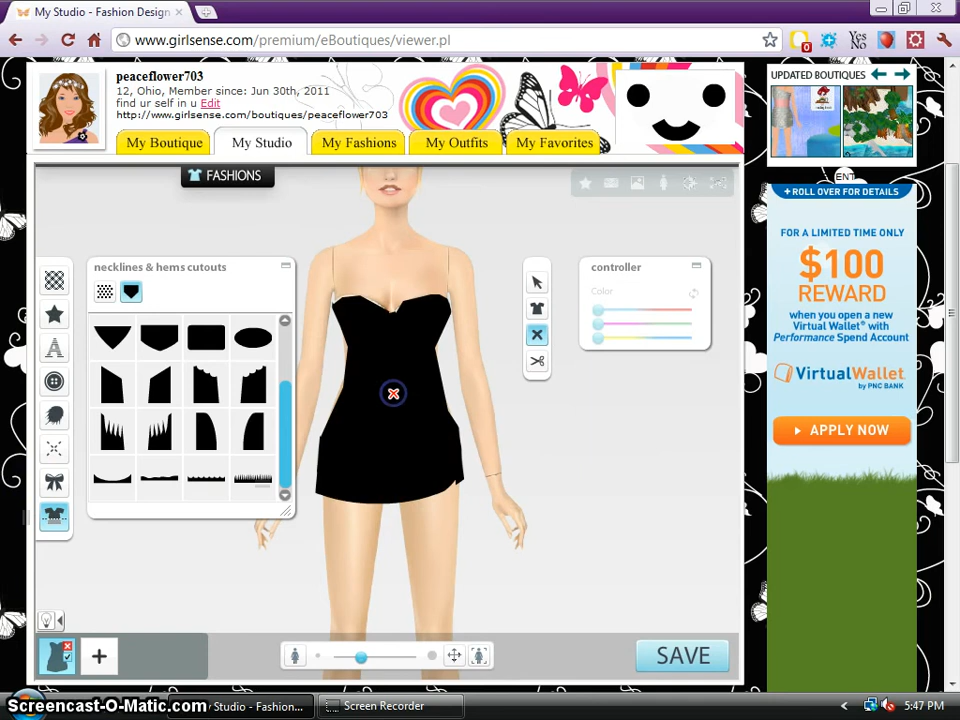 My Studio - Fashion Design
www.girlsense.com/premium/eBoutiques/viewer.pl
0
Yes
No
peaceflower703
12, Ohio, Member since: Jun 30th, 2011
find ur self in u Edit
http://www.girlsense.com/boutiques/peaceflower703
My Boutique
My Studio
My Fashions
My Outfits
My Favorites
UPDATED BOUTIQUES
ENT
+ ROLL OVER FOR DETAILS
FASHIONS
necklines & hems cutouts
controller
Color
FOR A LIMITED TIME ONLY
$100
REWARD
when you open a new
Virtual Wallet® with
Performance Spend Account
VirtualWallet®
by PNC BANK
APPLY NOW
A
SAVE
Screencast-O-Matic.com
Studio - Fashion...
Screen Recorder
5:47 PM